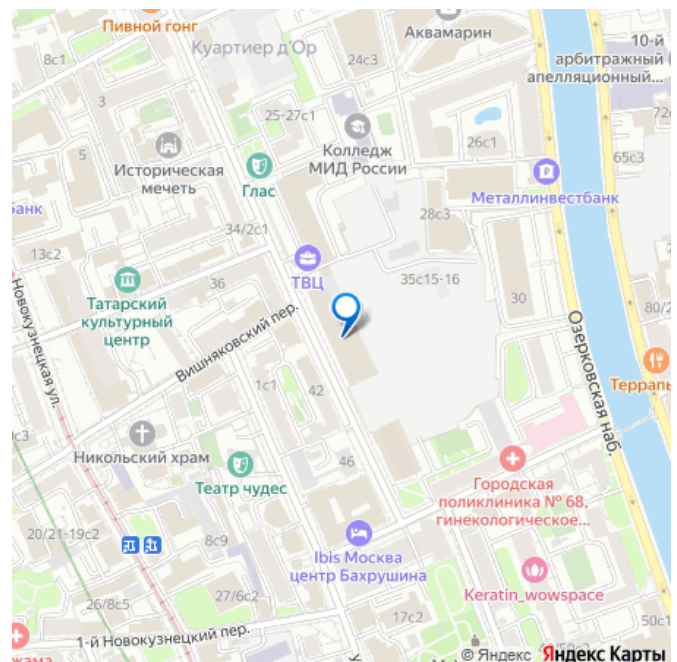 Пивной гонг
8с1
Куартиер д'Ор
24с3
Аквамарин
10-й
арбитражный
апелляционный...
3
25-27с1
5
Историческая
мечеть
Глас
Колледж
МИД России
26с1
65с3
Металлинвестбанк
банк
34/2с1
28с3
13с2
ТВЦ
35с15-16
30
80/2
Татарский
культурный
центр
36
Вишняковский пер.
Новокузнецкая ул.
Озерковская наб.
1с1
42
Никольский храм
46
Театр чудес
Городская
поликлиника № 68,
гинекологическое...
20/21-19с2
8с9
Ibis Москва
центр Бахрушина
Keratin_wowspace
26/8с5
27/6с2
17с2
50с1
1-й Новокузнецкий пер.
© Яндекс Яндекс Карты